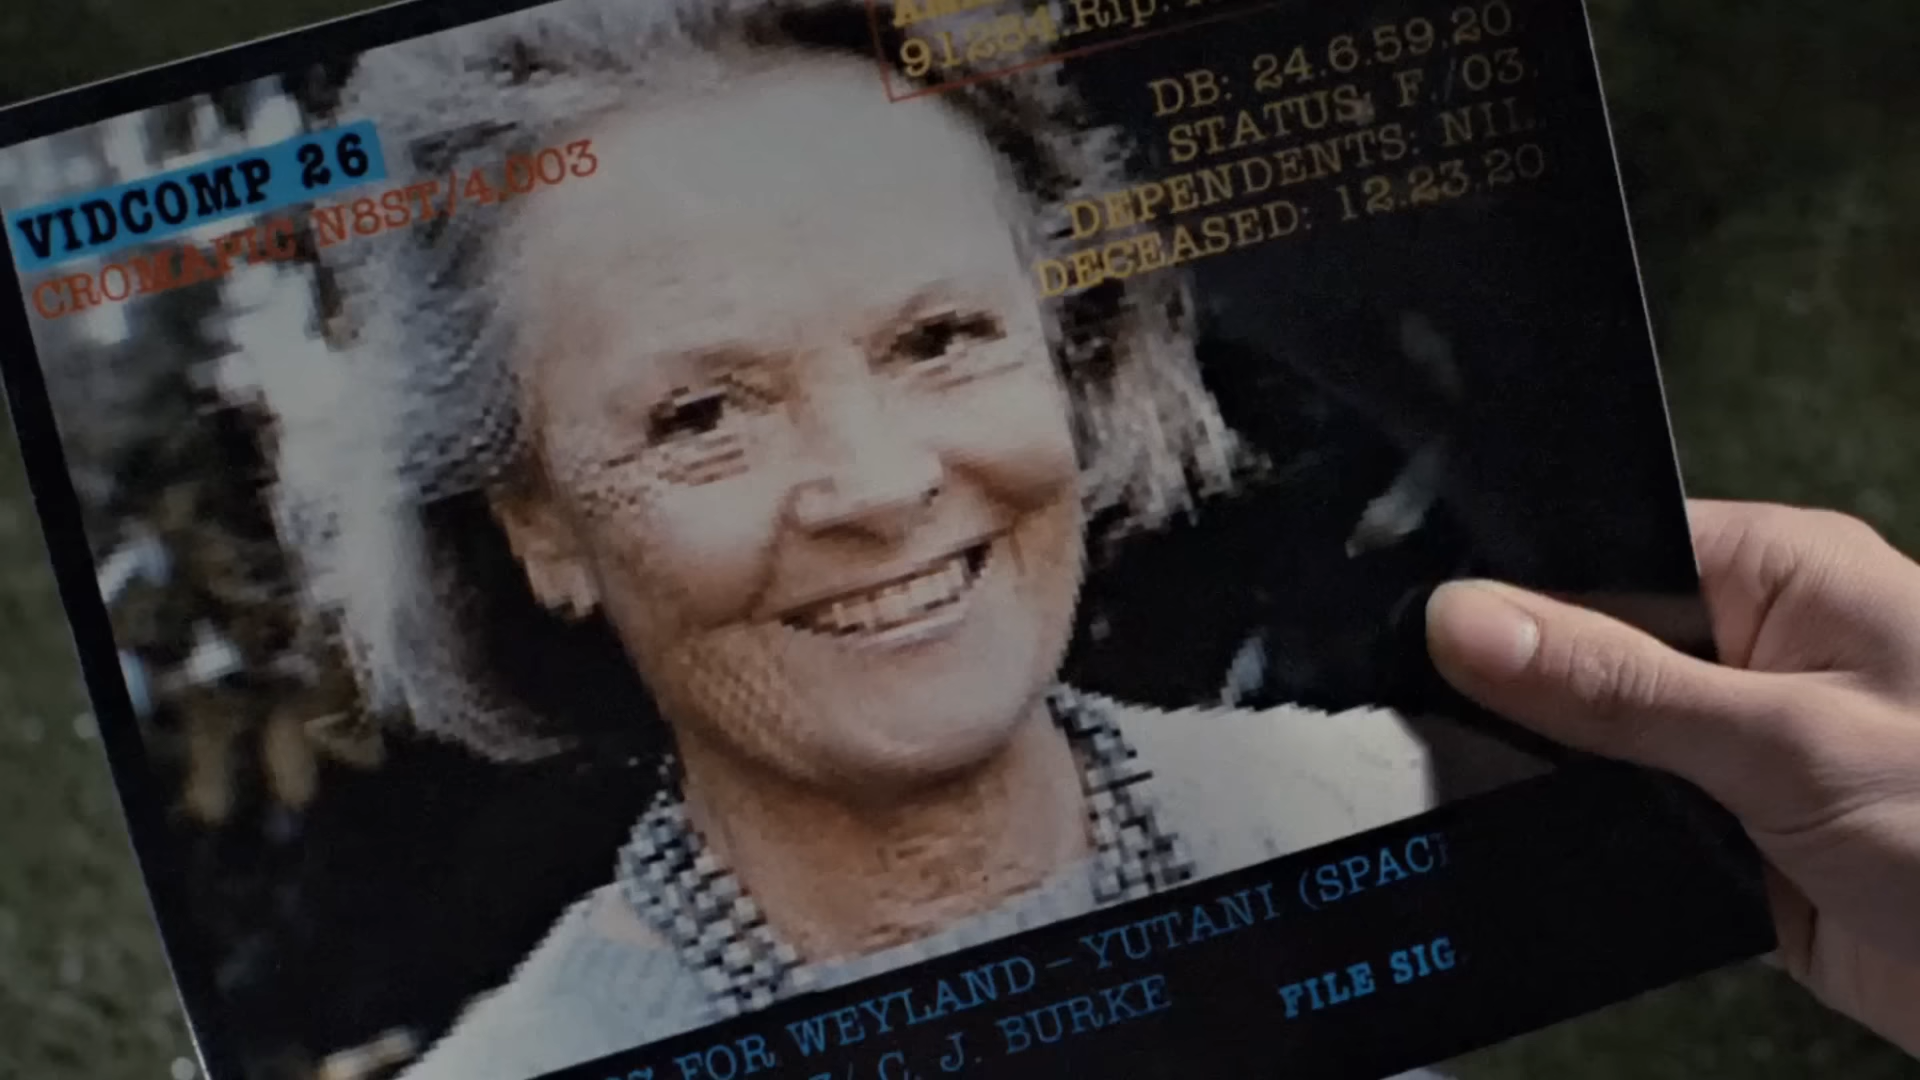 VIDCOMP 26
CROMAPIC N8ST/4,003
91284.Rip.
DB: 24.6.59.20
STATUS: F./03.
DEPENDENTS: NIL.
DECEASED: 12.23.20
FOR WEYLAND-YUTANI (SPAC
C. J. BURKE
FILE SIG